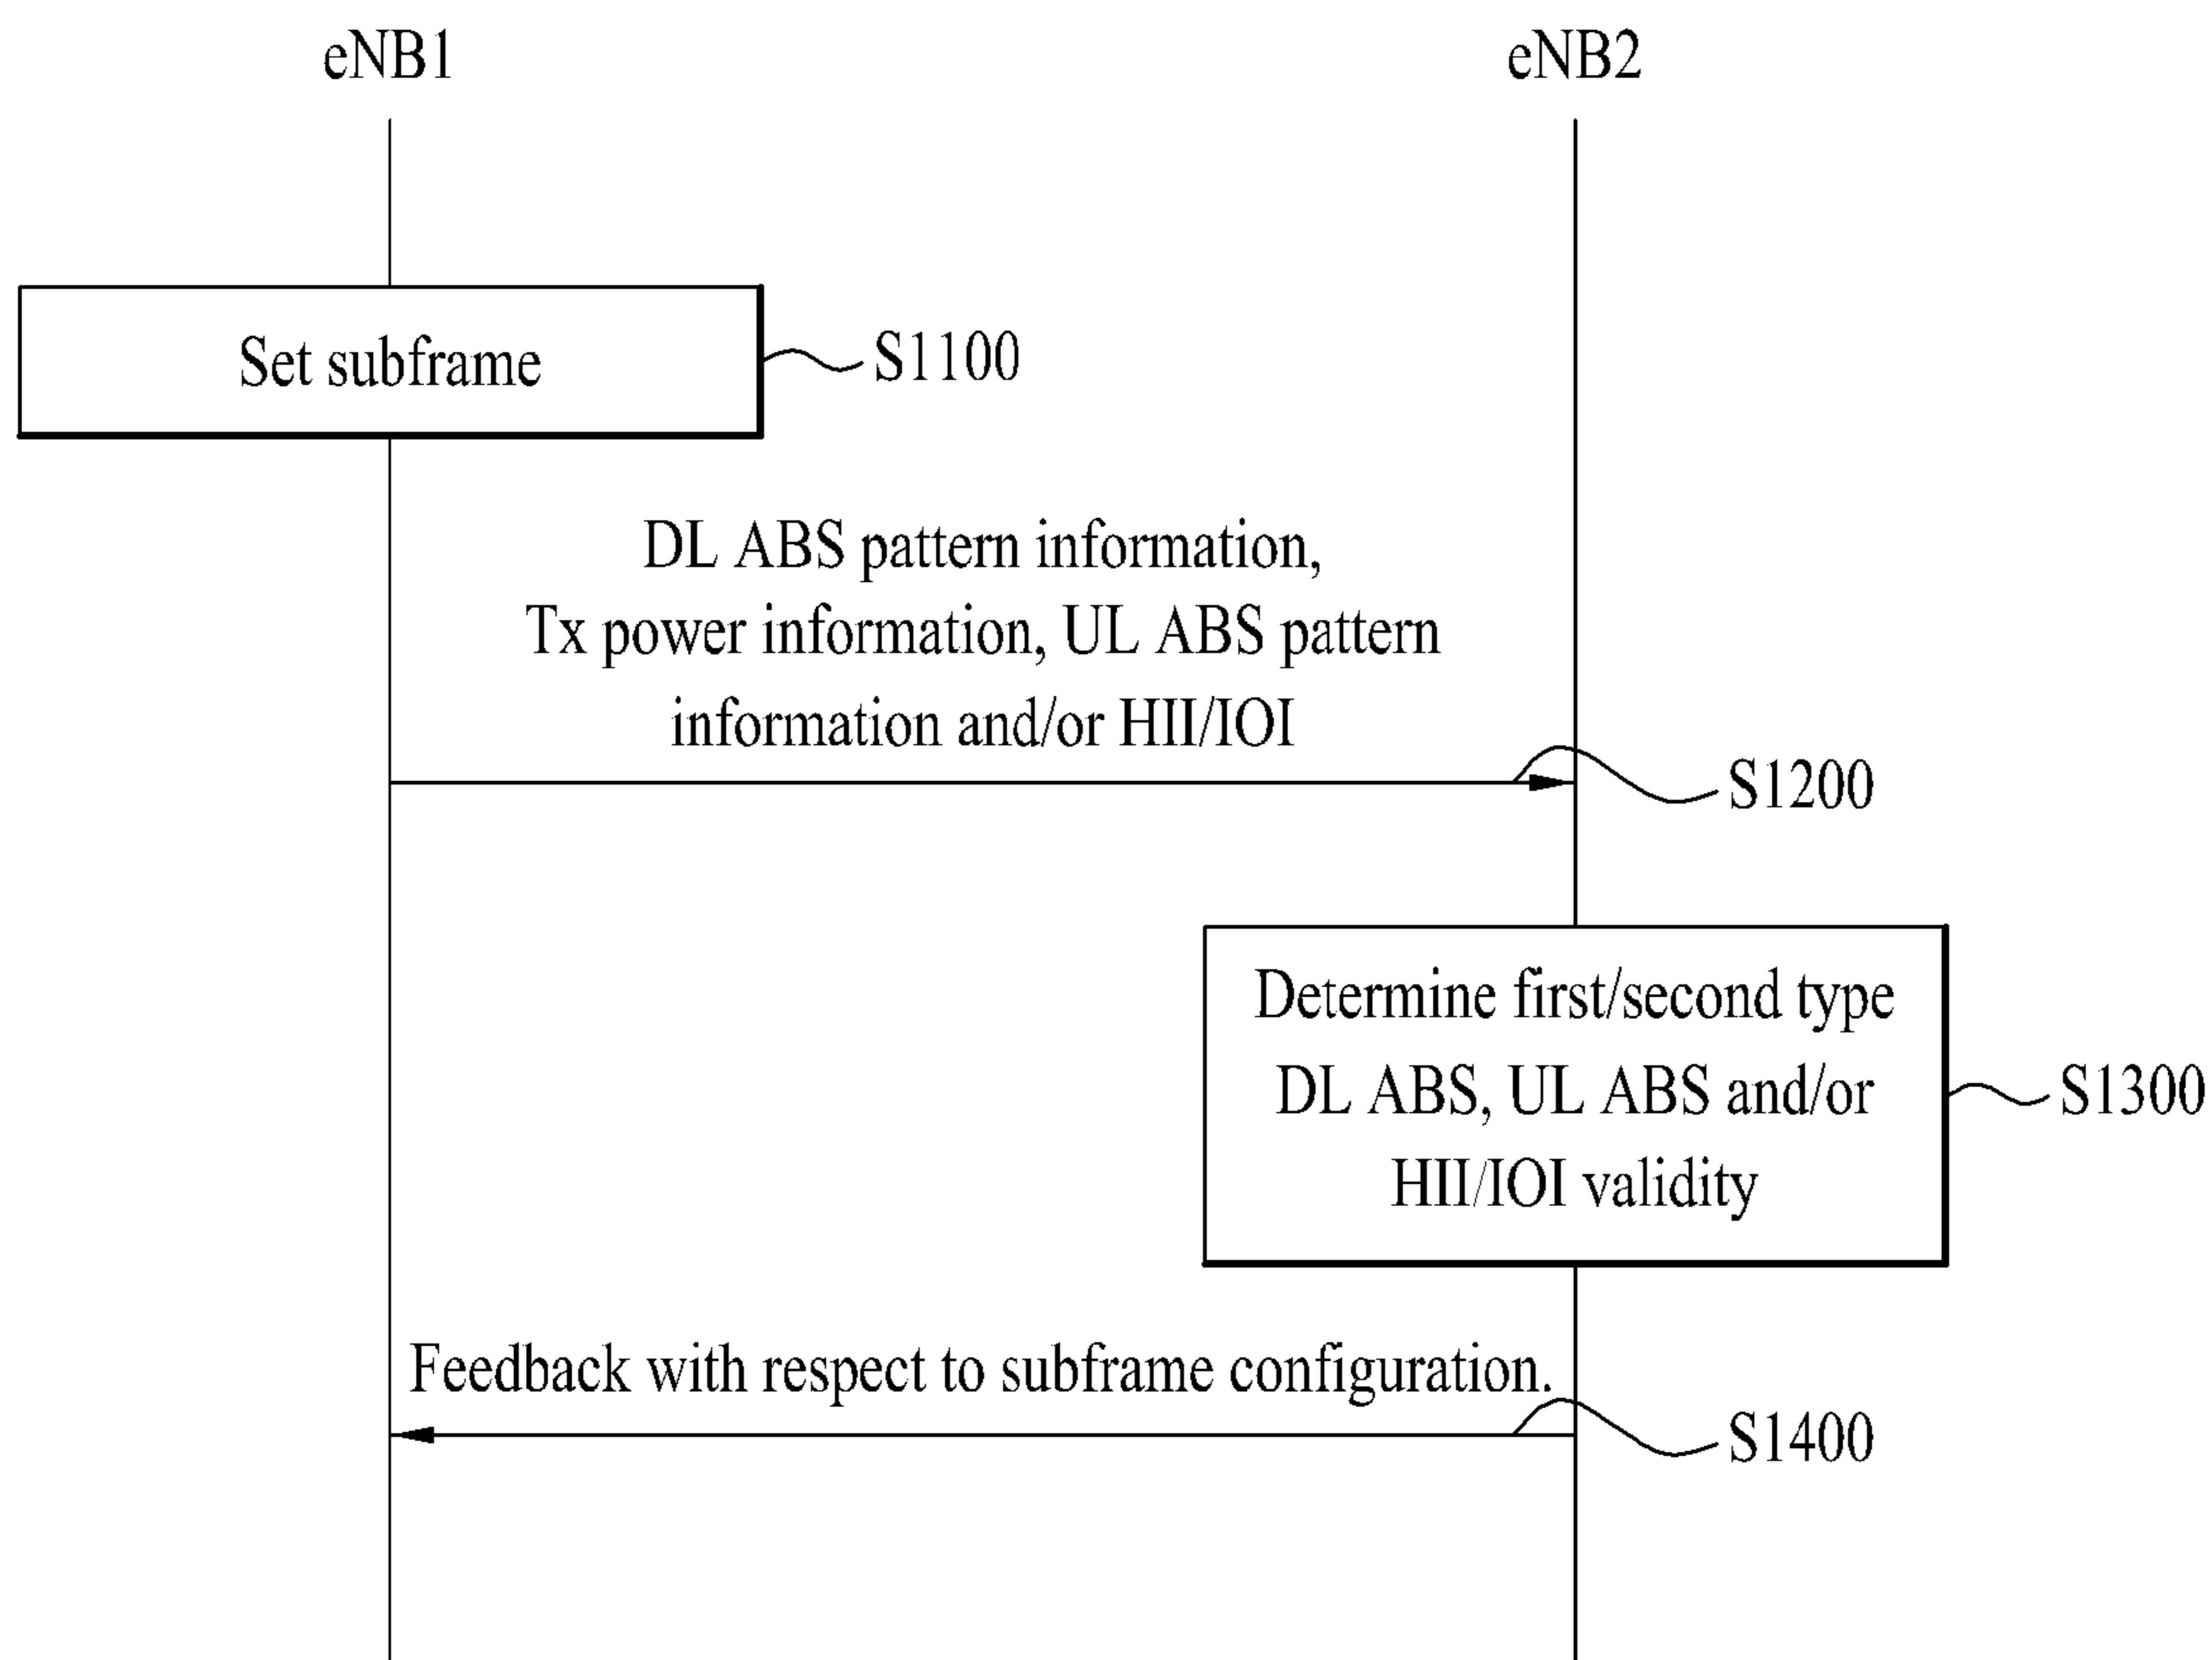 eNB1
eNB2
Set subframe
S1100
DL ABS pattern information,
Tx power information, UL ABS pattern
information and/or HII/IOI
S1200
Determine first/second type
DL ABS, UL ABS and/or
HII/IOI validity
S1300
Feedback with respect to subframe configuration.
S1400